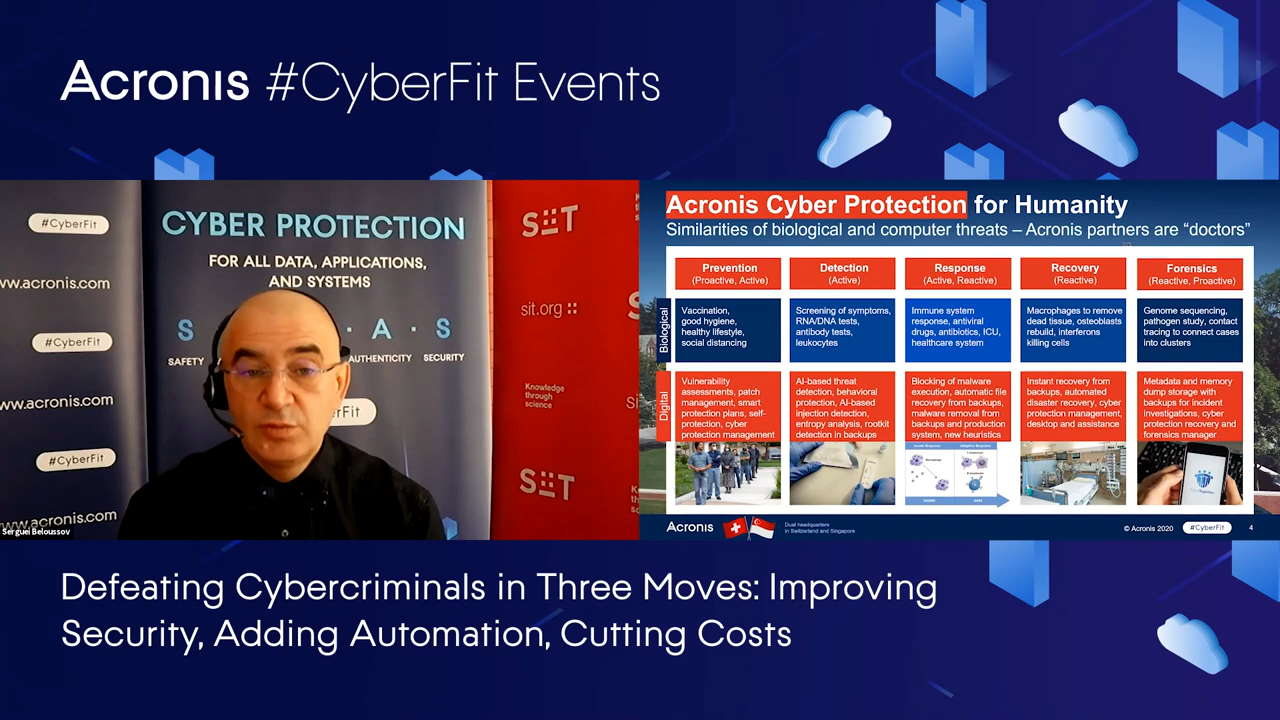 Acronis #CyberFit Events
#CyberFit
ww.acronis.com
#CyberFit
www.acronis.com
#CyberFit
www.acronis.com
CYBER PROTECTION
FOR ALL DATA, APPLICATIONS,
AND SYSTEMS
S · A · S
SAFETY AUTHENTICITY SECURITY
rFit
Serguei Beloussov
SIT
sit.org
Knowledge
through
science
SIT
Acronis Cyber Protection for Humanity
Similarities of biological and computer threats – Acronis partners are “doctors”
Prevention
(Proactive, Active)
Detection
(Active)
Response
(Active, Reactive)
Recovery
(Reactive)
Forensics
(Reactive, Proactive)
Biological
Vaccination,
good hygiene,
healthy lifestyle,
social distancing
Screening of symptoms,
RNA/DNA tests,
antibody tests,
leukocytes
Immune system
response, antiviral
drugs, antibiotics, ICU,
healthcare system
Macrophages to remove
dead tissue, osteoblasts
rebuild, interferons
killing cells
Genome sequencing,
pathogen study, contact
tracing to connect cases
into clusters
Digital
Vulnerability
assessments, patch
management, smart
protection plans, self-
protection, cyber
protection management
AI-based threat
detection, behavioral
protection, AI-based
injection detection,
entropy analysis, rootkit
detection in backups
Blocking of malware
execution, automatic file
recovery from backups,
malware removal from
backups and production
system, new heuristics
Instant recovery from
backups, automated
disaster recovery, cyber
protection management,
desktop and assistance
Metadata and memory
dump storage with
backups for incident
investigations, cyber
protection recovery and
forensics manager
Acronis
Dual headquarters
in Switzerland and Singapore
© Acronis 2020
#CyberFit
4
Defeating Cybercriminals in Three Moves: Improving
Security, Adding Automation, Cutting Costs